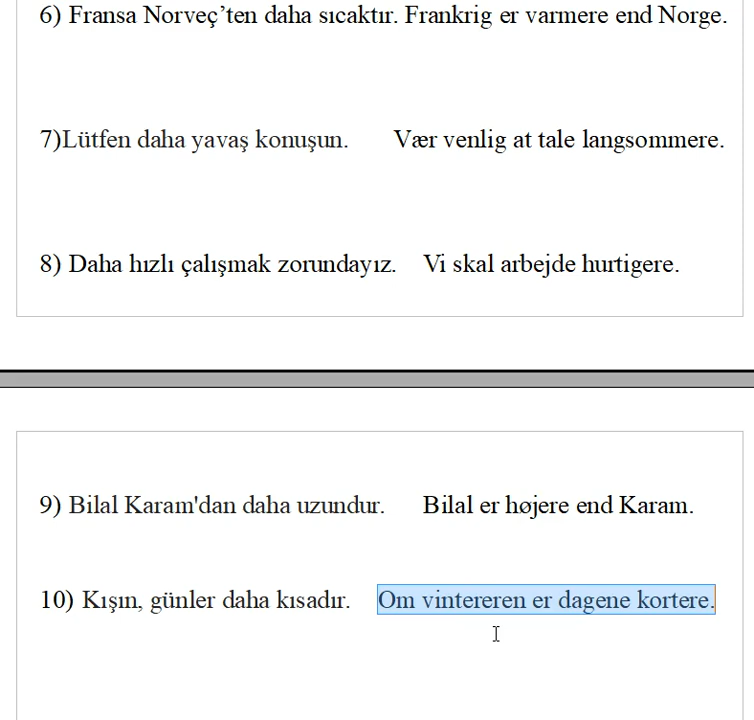 6) Fransa Norveç’ten daha sıcaktır. Frankrig er varmere end Norge.
7)Lütfen daha yavaş konuşun. Vær venlig at tale langsommere.
8) Daha hızlı çalışmak zorundayız. Vi skal arbejde hurtigere.
9) Bilal Karam'dan daha uzundur. Bilal er højere end Karam.
10) Kışın, günler daha kısadır. Om vintereren er dagene kortere.